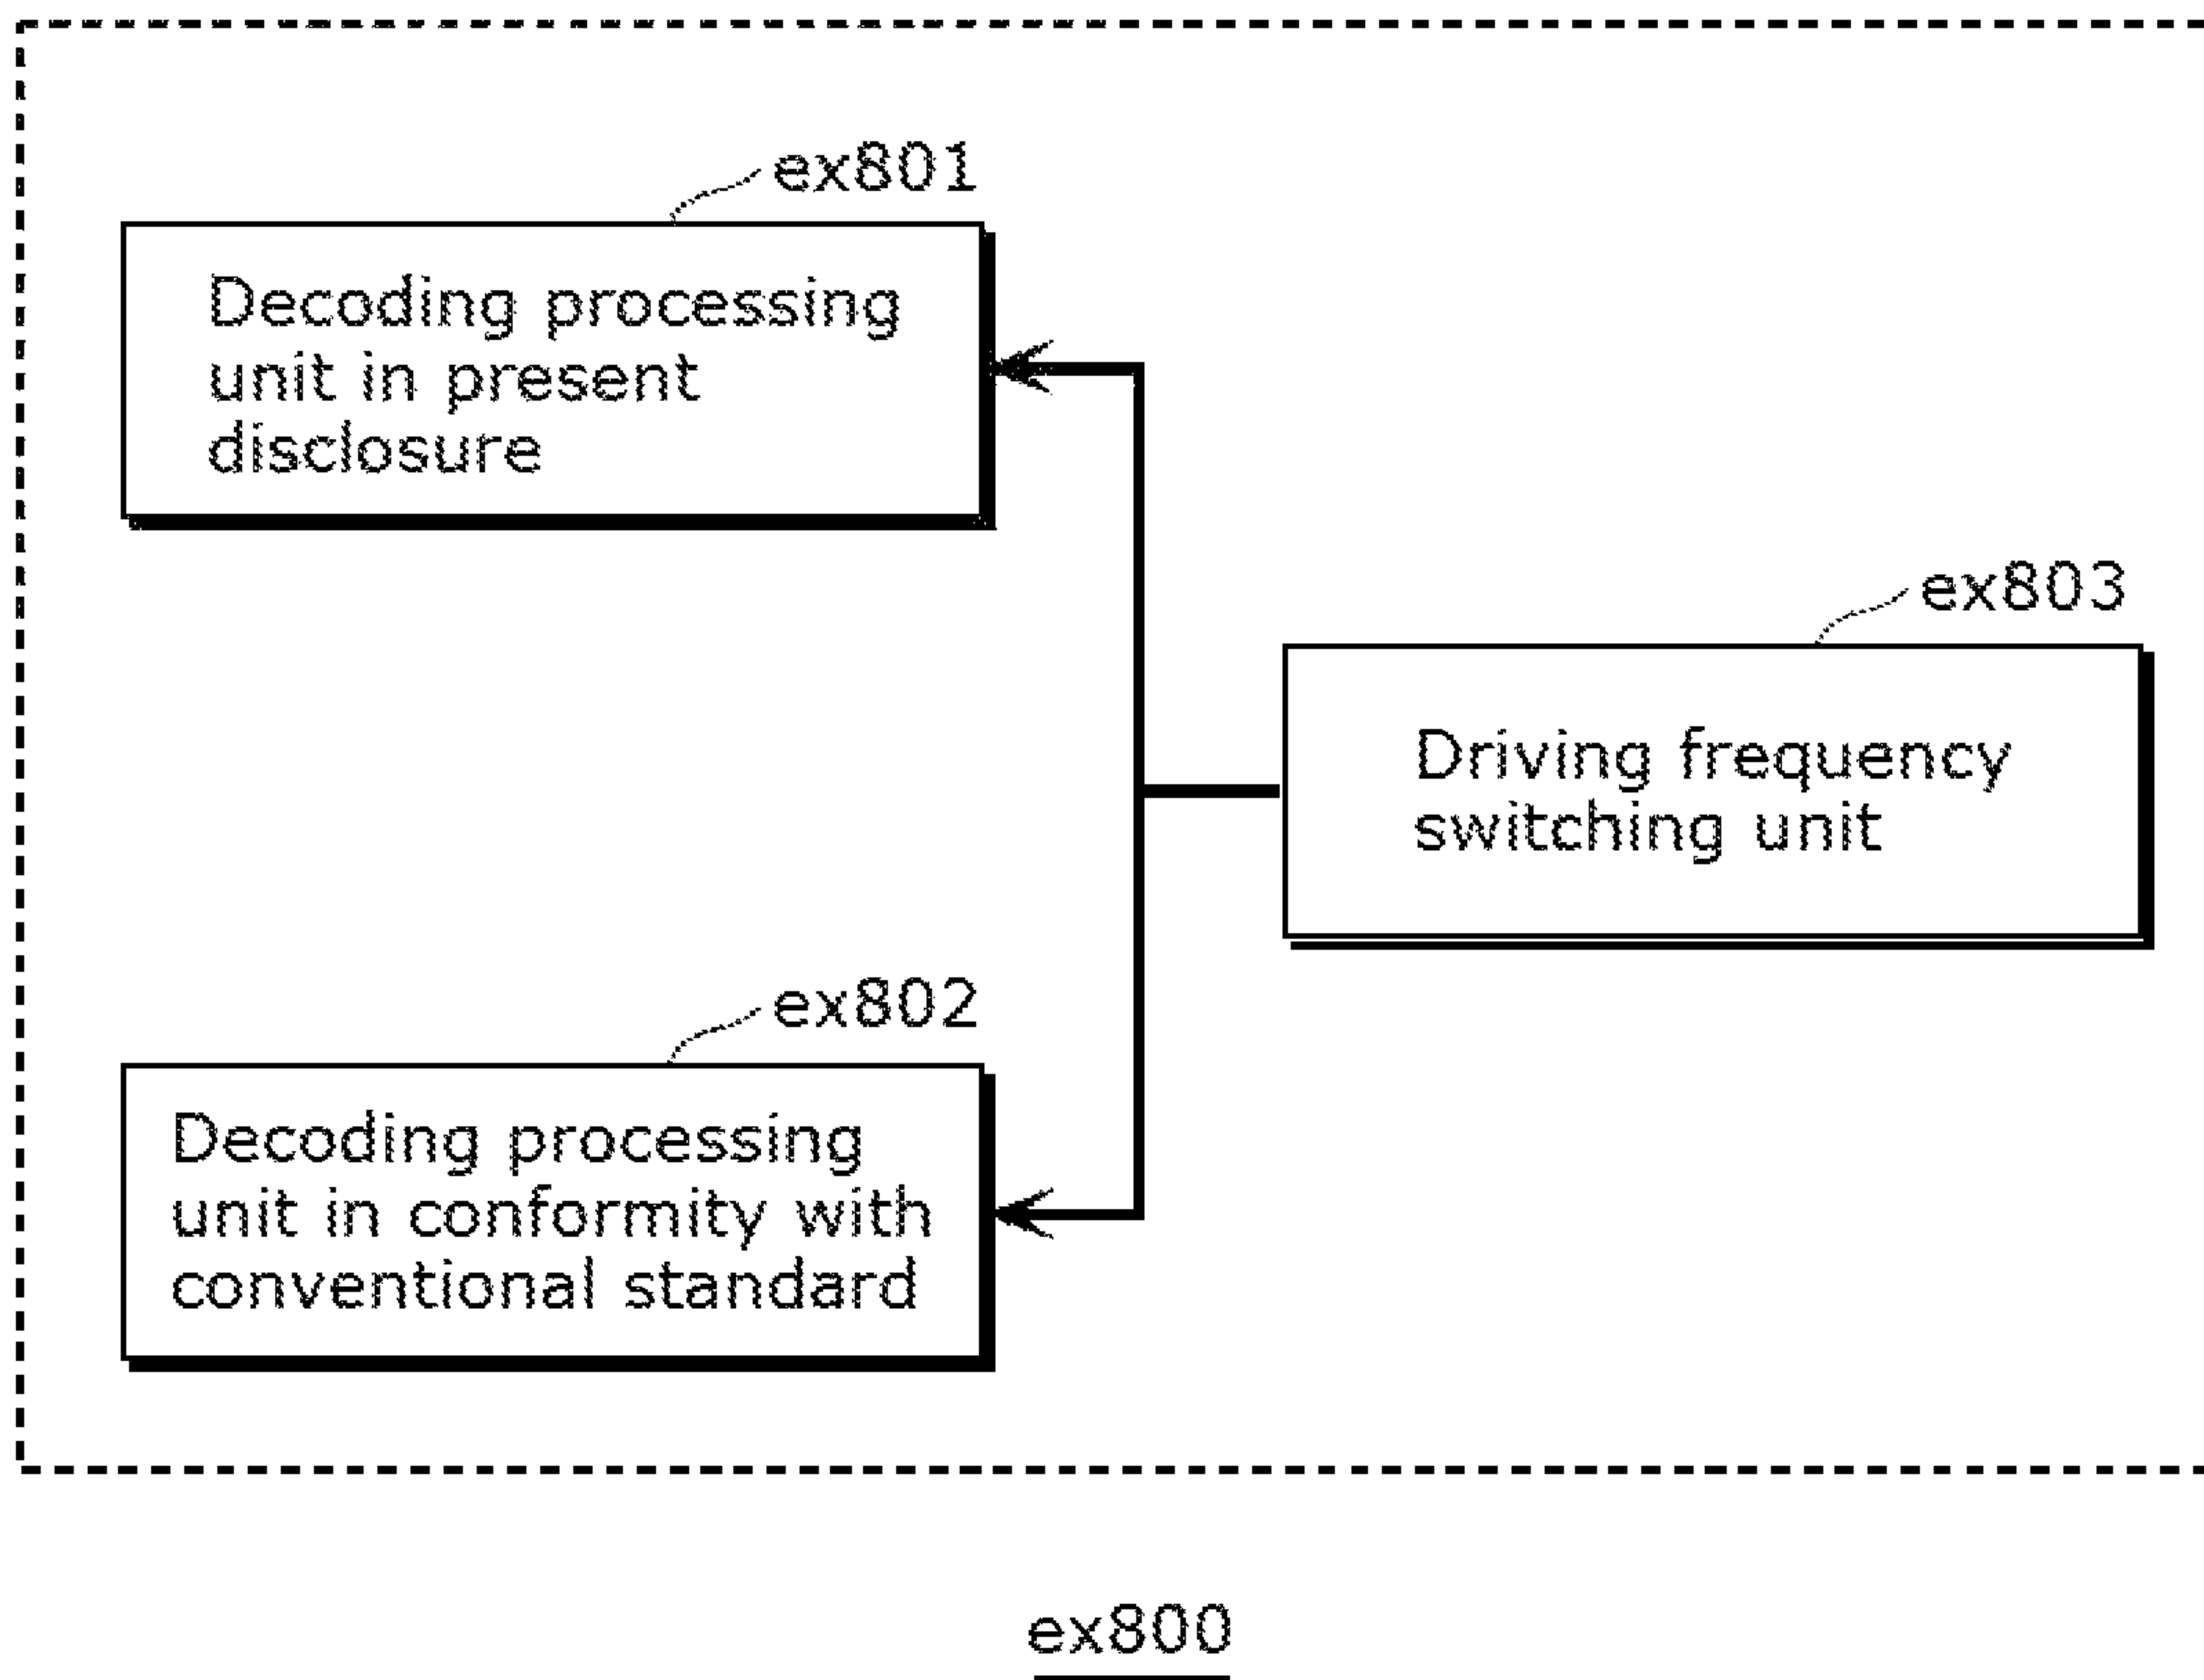 ex801
Decoding processing
unit in present
disclosure
ex803
Driving frequency
switching unit
ex802
Decoding processing
unit in conformity with
conventional standard
ex800